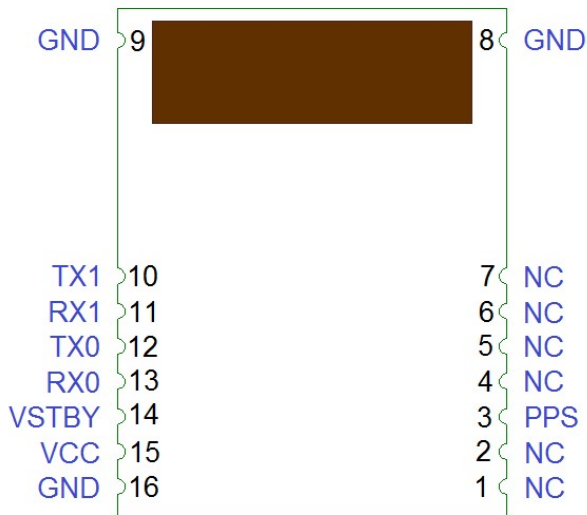 GND 9 8 GND
TX1 10 7 NC
RX1 11 6 NC
TX0 12 5 NC
RX0 13 4 NC
VSTBY 14 3 PPS
VCC 15 2 NC
GND 16 1 NC